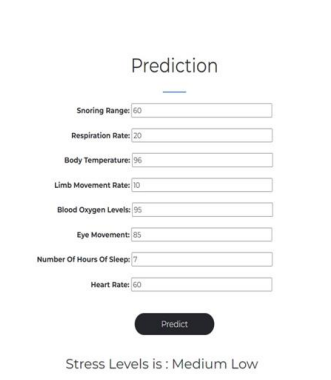 Prediction
Snoring Range: 60
Respiration Rate: 20
Body Temperature: 96
Limb Movement Rate: 10
Blood Oxygen Levels: 95
Eye Movement: 85
Number Of Hours Of Sleep: 7
Heart Rate: 60
Predict
Stress Levels is : Medium Low